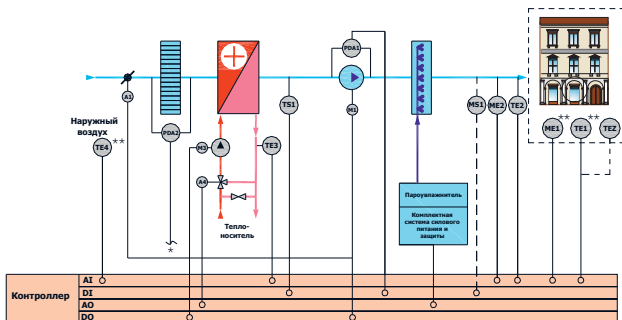 PDA1
A1
TS1
M1
MS1
ME2
TE2
ME1
**
TE1
**
TEZ
Наружный
воздух
TE4
**
PDA2
M3
TE3
A4
*
Тепло-
носитель
Пароувлажнитель
Комплектная
система силового
питания и
защиты
Контроллер
AI
DI
AO
DO